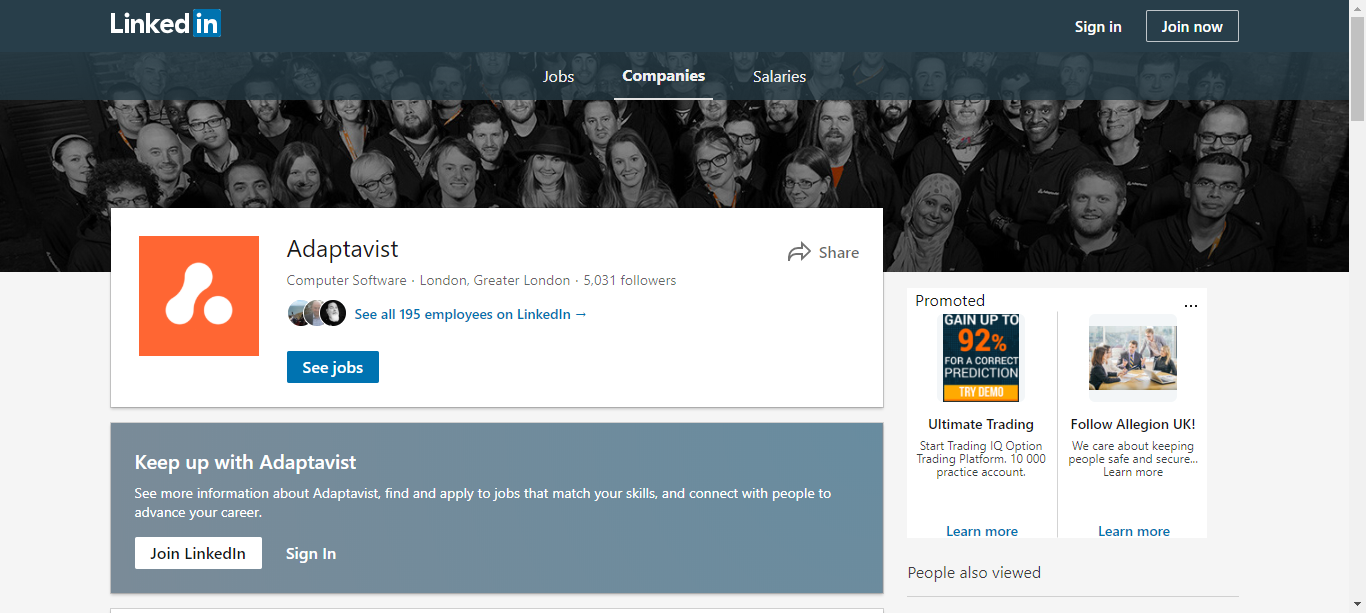 Linked in
Sign in
Join now
Jobs
Companies
Salaries
Adaptavist
Share
Computer Software · London, Greater London · 5,031 followers
See all 195 employees on LinkedIn →
See jobs
Keep up with Adaptavist
See more information about Adaptavist, find and apply to jobs that match your skills, and connect with people to
advance your career.
Join LinkedIn
Sign In
Promoted
...
GAIN UP TO
92%
FOR A CORRECT
PREDICTION
TRY DEMO
Ultimate Trading
Start Trading IQ Option
Trading Platform. 10 000
practice account.
Learn more
Follow Allegion UK!
We care about keeping
people safe and secure...
Learn more
Learn more
People also viewed